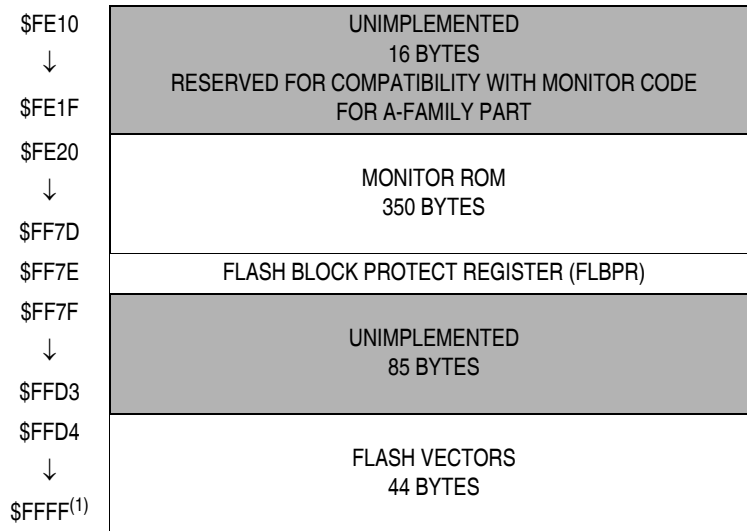 $FE10
↓
$FE1F
UNIMPLEMENTED
16 BYTES
RESERVED FOR COMPATIBILITY WITH MONITOR CODE
FOR A-FAMILY PART
$FE20
↓
$FF7D
MONITOR ROM
350 BYTES
$FF7E
FLASH BLOCK PROTECT REGISTER (FLBPR)
$FF7F
↓
$FFD3
UNIMPLEMENTED
85 BYTES
$FFD4
↓
$FFFF(1)
FLASH VECTORS
44 BYTES